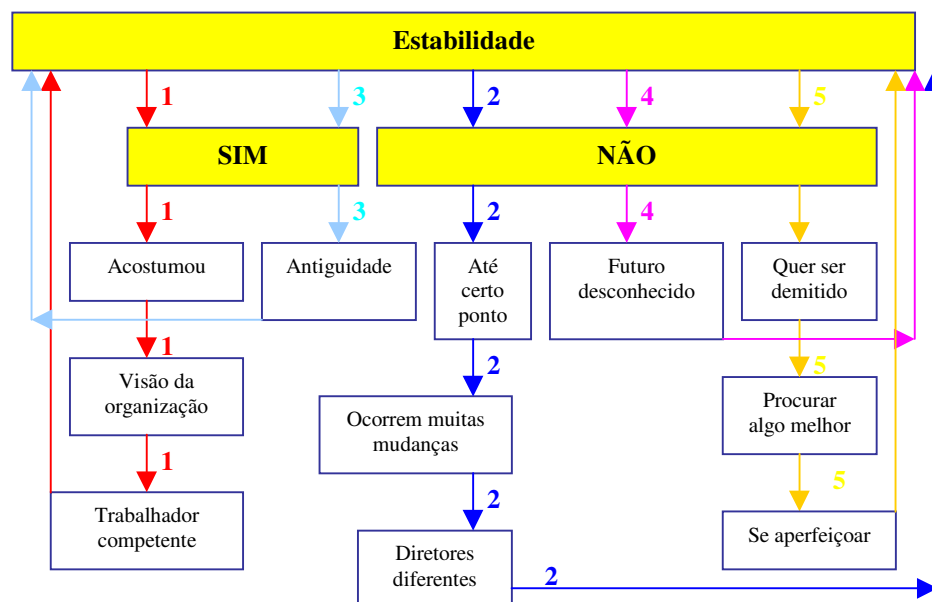 Estabilidade
1
3
2
4
5
SIM
NÃO
1
3
2
4
Acostumou
Antiguidade
Até
certo
ponto
Futuro
desconhecido
Quer ser
demitido
1
2
5
Visão da
organização
Ocorrem muitas
mudanças
Procurar
algo melhor
1
2
5
Trabalhador
competente
Diretores
diferentes
Se aperfeiçoar
2